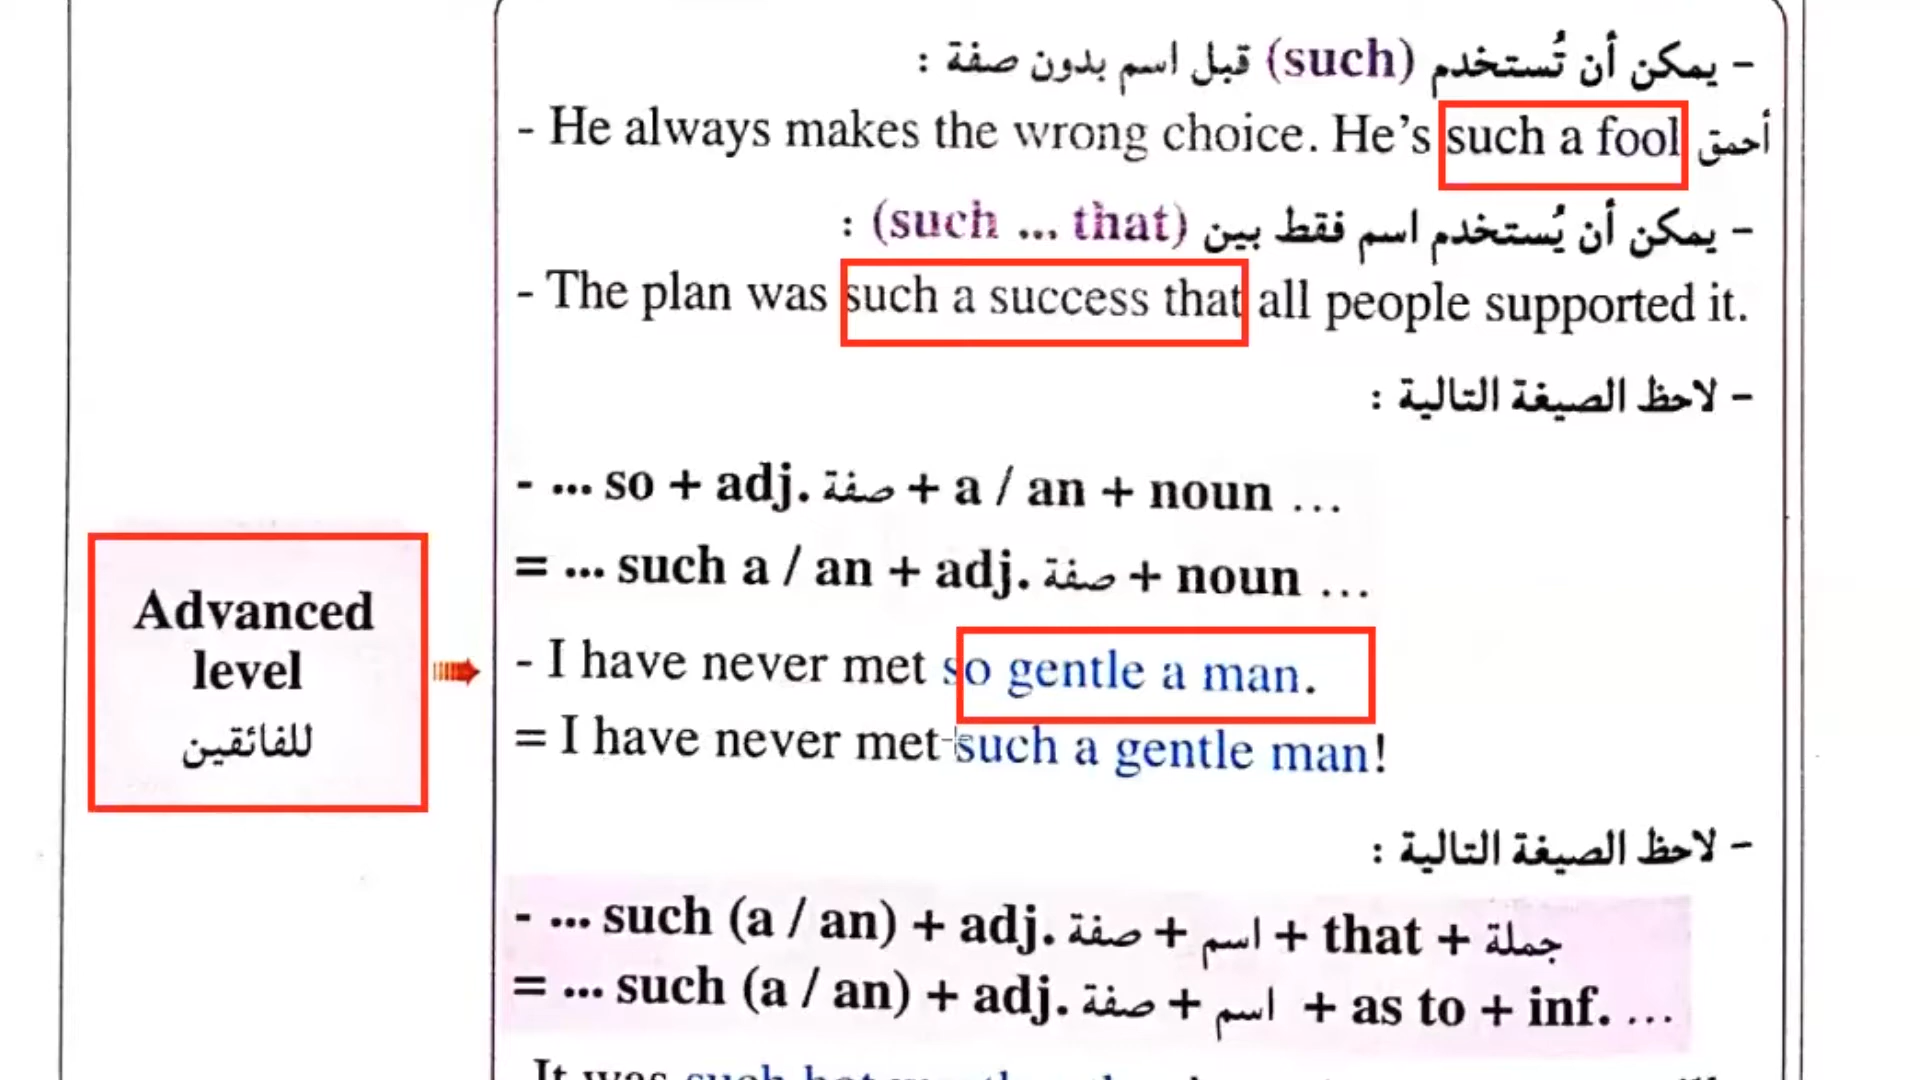 - يمكن أن تُستخدم (such) قبل اسم بدون صفة :
- He always makes the wrong choice. He's such a fool أحمق
- يمكن أن يُستخدم اسم فقط بين (such ... that) :
- The plan was such a success that all people supported it.
- لاحظ الصيغة التالية :
- ... so + adj. صفة + a / an + noun ...
= ... such a / an + adj. صفة + noun ...
Advanced
level
للفائقين
- I have never met so gentle a man.
= I have never met such a gentle man!
- لاحظ الصيغة التالية :
- ... such (a / an) + adj. صفة + اسم + that + جملة
= ... such (a / an) + adj. صفة + اسم + as to + inf. ...
It was such hot